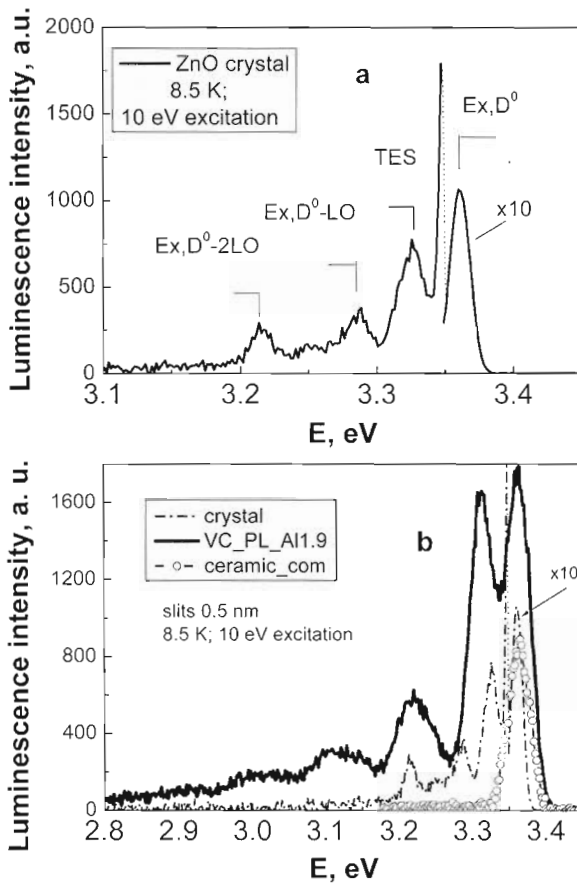 2000
1500
1000
500
0
Luminescence intensity, a.u.
ZnO crystal
8.5 K;
10 eV excitation
a
Ex,D⁰
TES
x10
Ex,D⁰-LO
Ex,D⁰-2LO
3.1 3.2 3.3 3.4
E, eV
1600
1200
800
400
0
Luminescence intensity, a. u.
crystal
VC_PL_Al1.9
ceramic_com
b
x10
slits 0.5 nm
8.5 K; 10 eV excitation
2.8 2.9 3.0 3.1 3.2 3.3 3.4
E, eV